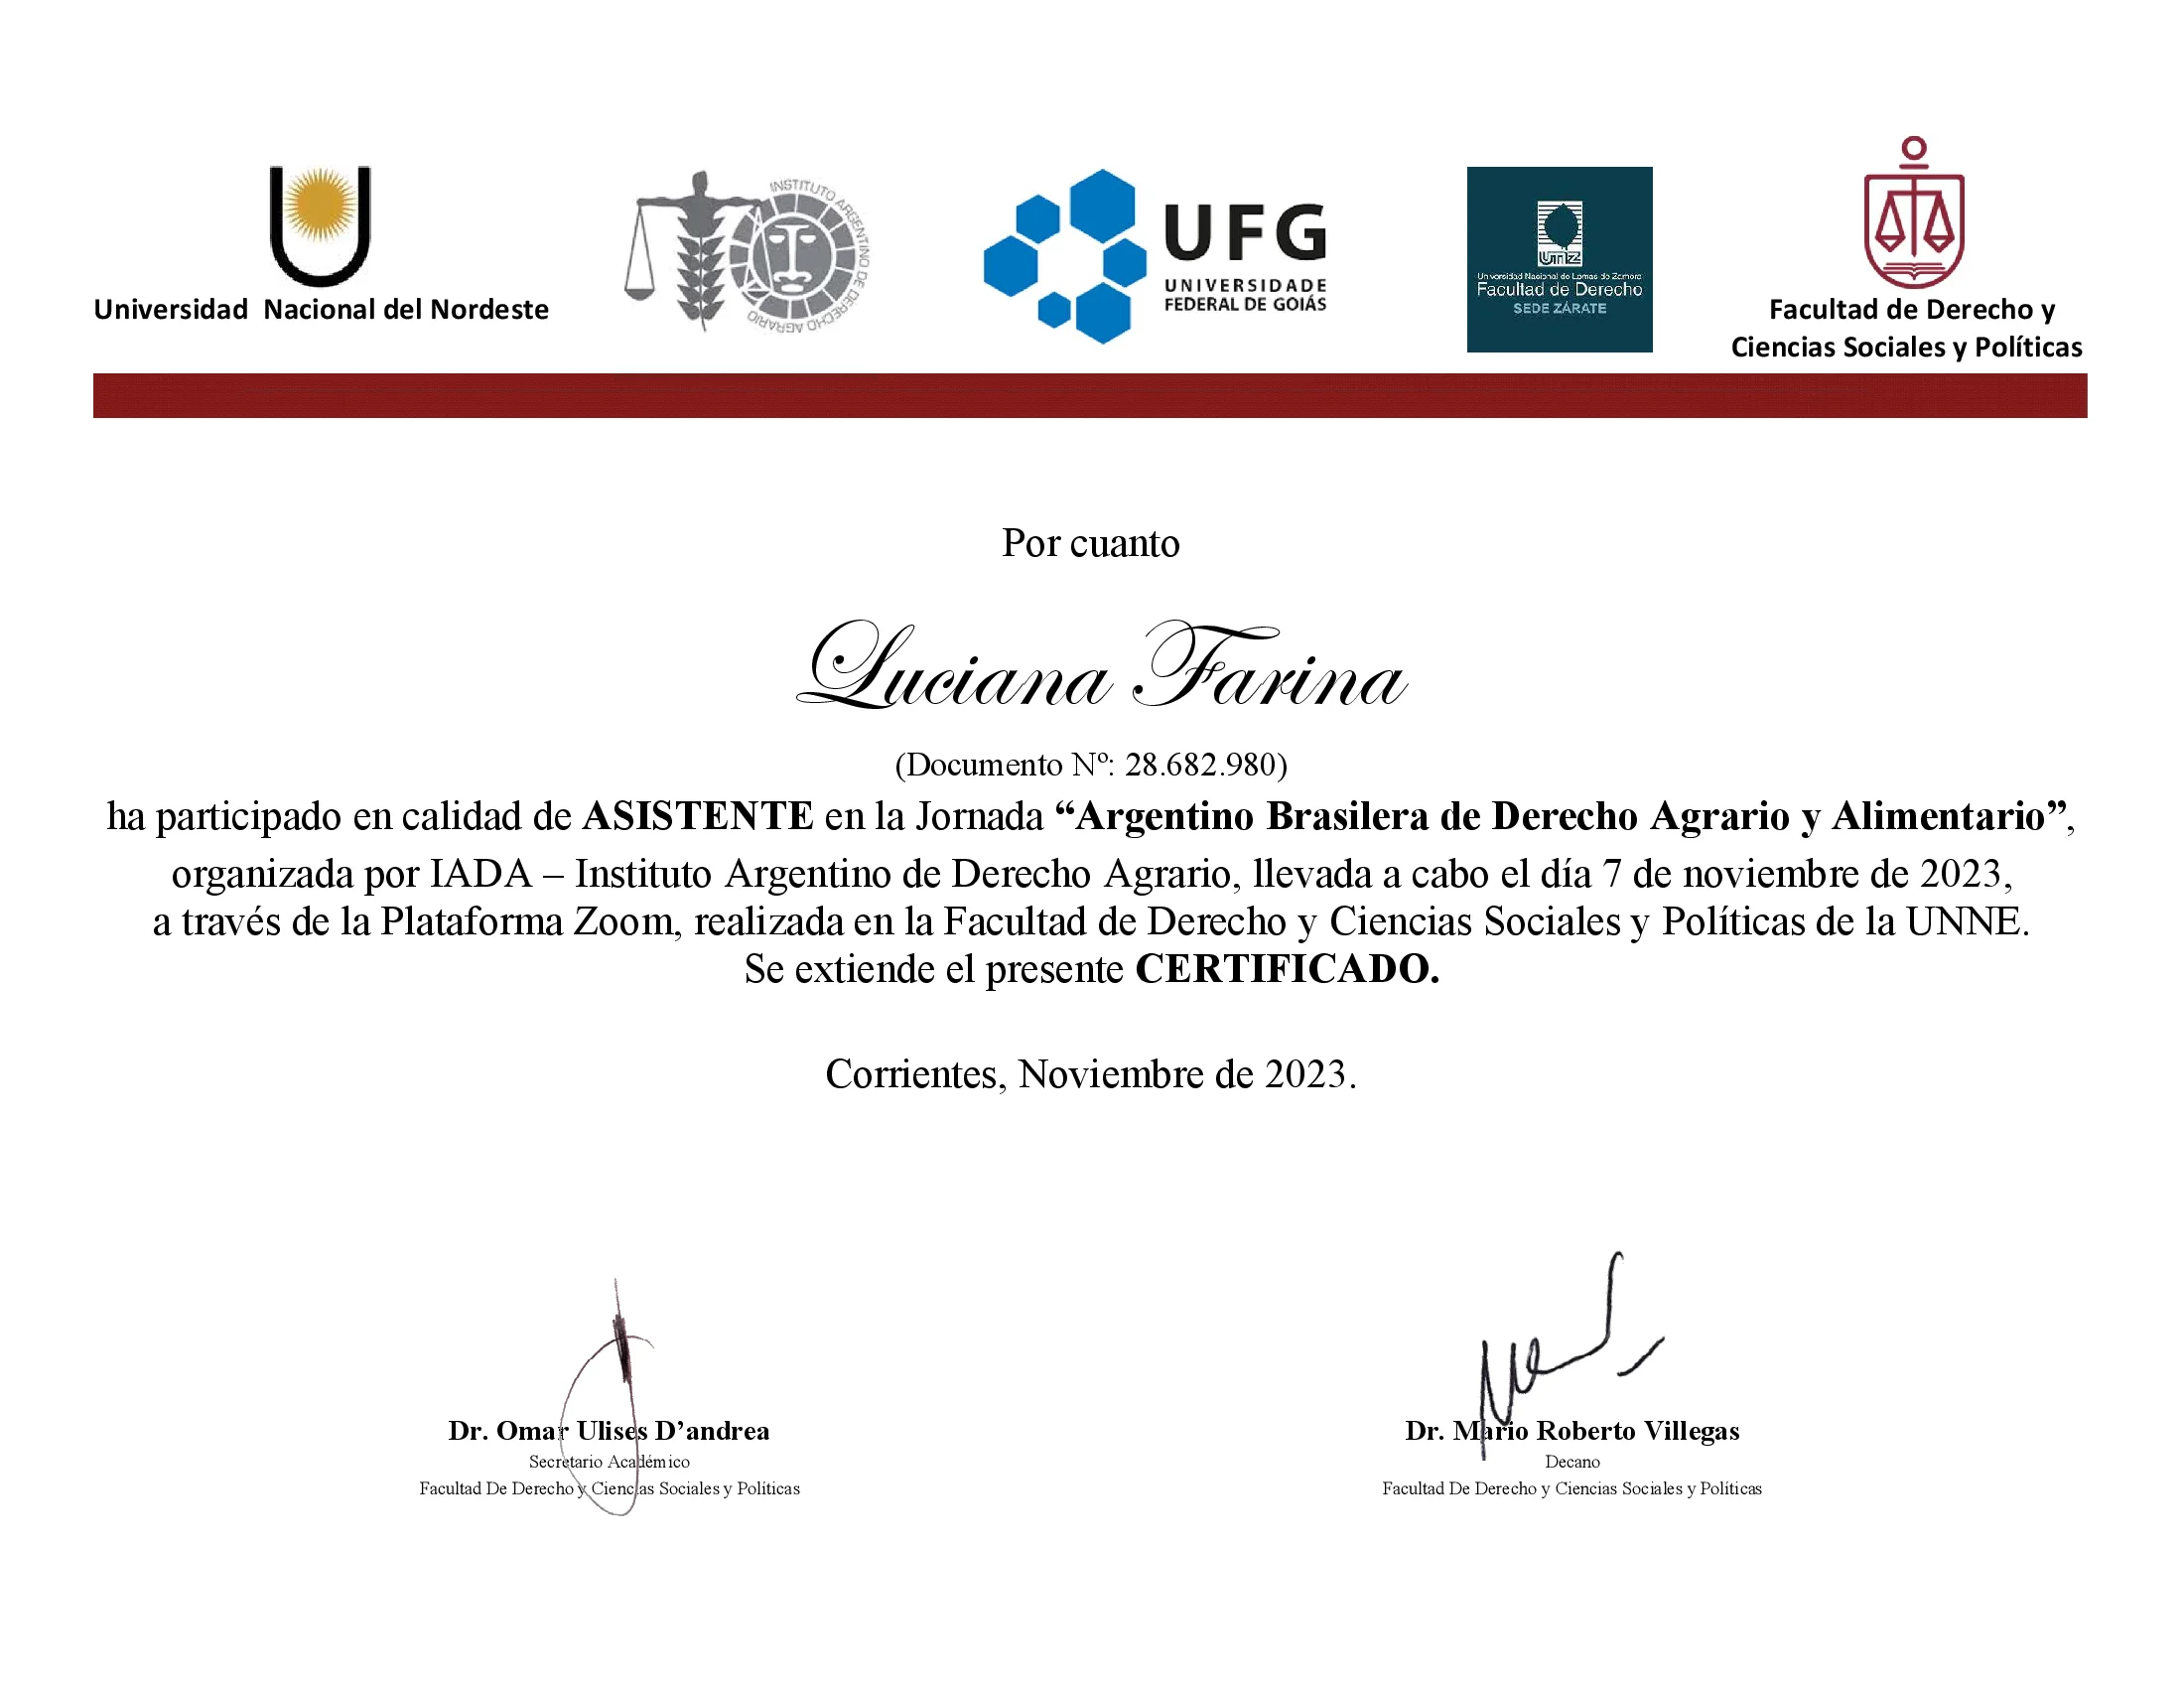 Universidad  Nacional del Nordeste
INSTITUTO ARGENTINO DE DERECHO AGRARIO
UFG
UNIVERSIDADE
FEDERAL DE GOIÁS
Universidad Nacional de Lomas de Zamora
Facultad de Derecho
SEDE ZÁRATE
Facultad de Derecho y
Ciencias Sociales y Políticas
Por cuanto
Luciana Farina
(Documento Nº: 28.682.980)
ha participado en calidad de ASISTENTE en la Jornada “Argentino Brasilera de Derecho Agrario y Alimentario”,
organizada por IADA – Instituto Argentino de Derecho Agrario, llevada a cabo el día 7 de noviembre de 2023,
a través de la Plataforma Zoom, realizada en la Facultad de Derecho y Ciencias Sociales y Políticas de la UNNE.
Se extiende el presente CERTIFICADO.
Corrientes, Noviembre de 2023.
Dr. Omar Ulises D’andrea
Secretario Académico
Facultad De Derecho y Ciencias Sociales y Políticas
Dr. Mario Roberto Villegas
Decano
Facultad De Derecho y Ciencias Sociales y Políticas